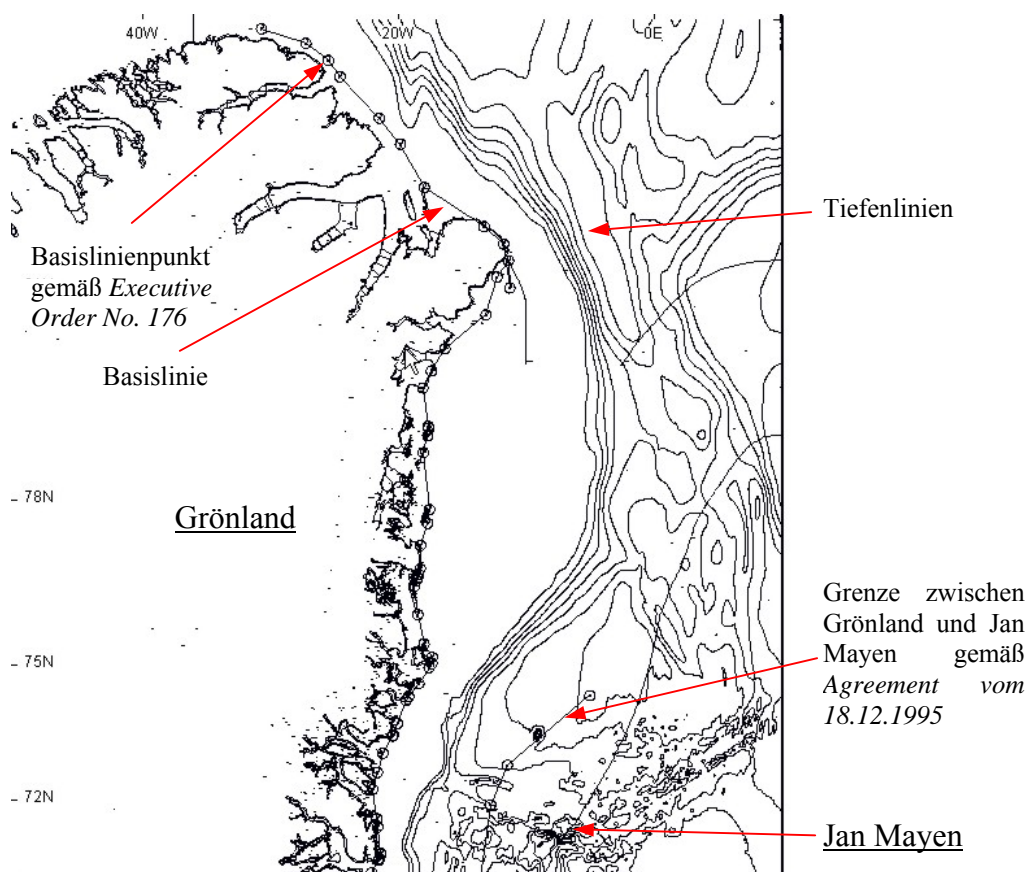 40W
20W
0E
Tiefenlinien
Basislinienpunkt
gemäß Executive
Order No. 176
Basislinie
78N
Grönland
Grenze zwischen
Grönland und Jan
Mayen gemäß
Agreement vom
18.12.1995
75N
72N
Jan Mayen